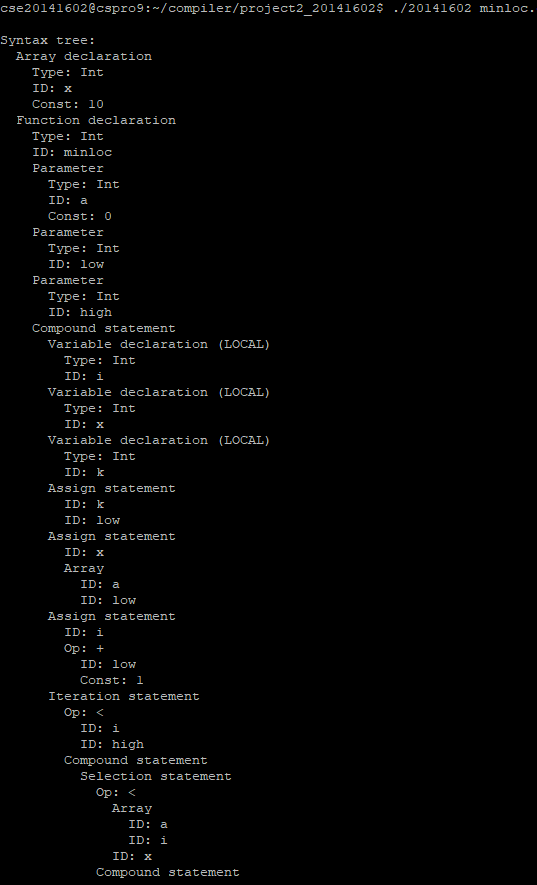 cse20141602@cspro9:~/compiler/project2_20141602$ ./20141602 minloc.
Syntax tree:
  Array declaration
    Type: Int
    ID: x
    Const: 10
  Function declaration
    Type: Int
    ID: minloc
    Parameter
      Type: Int
      ID: a
      Const: 0
    Parameter
      Type: Int
      ID: low
    Parameter
      Type: Int
      ID: high
    Compound statement
      Variable declaration (LOCAL)
        Type: Int
        ID: i
      Variable declaration (LOCAL)
        Type: Int
        ID: x
      Variable declaration (LOCAL)
        Type: Int
        ID: k
      Assign statement
        ID: k
        ID: low
      Assign statement
        ID: x
        Array
          ID: a
          ID: low
      Assign statement
        ID: i
        Op: +
          ID: low
          Const: 1
      Iteration statement
        Op: <
          ID: i
          ID: high
        Compound statement
          Selection statement
            Op: <
              Array
                ID: a
                ID: i
              ID: x
            Compound statement